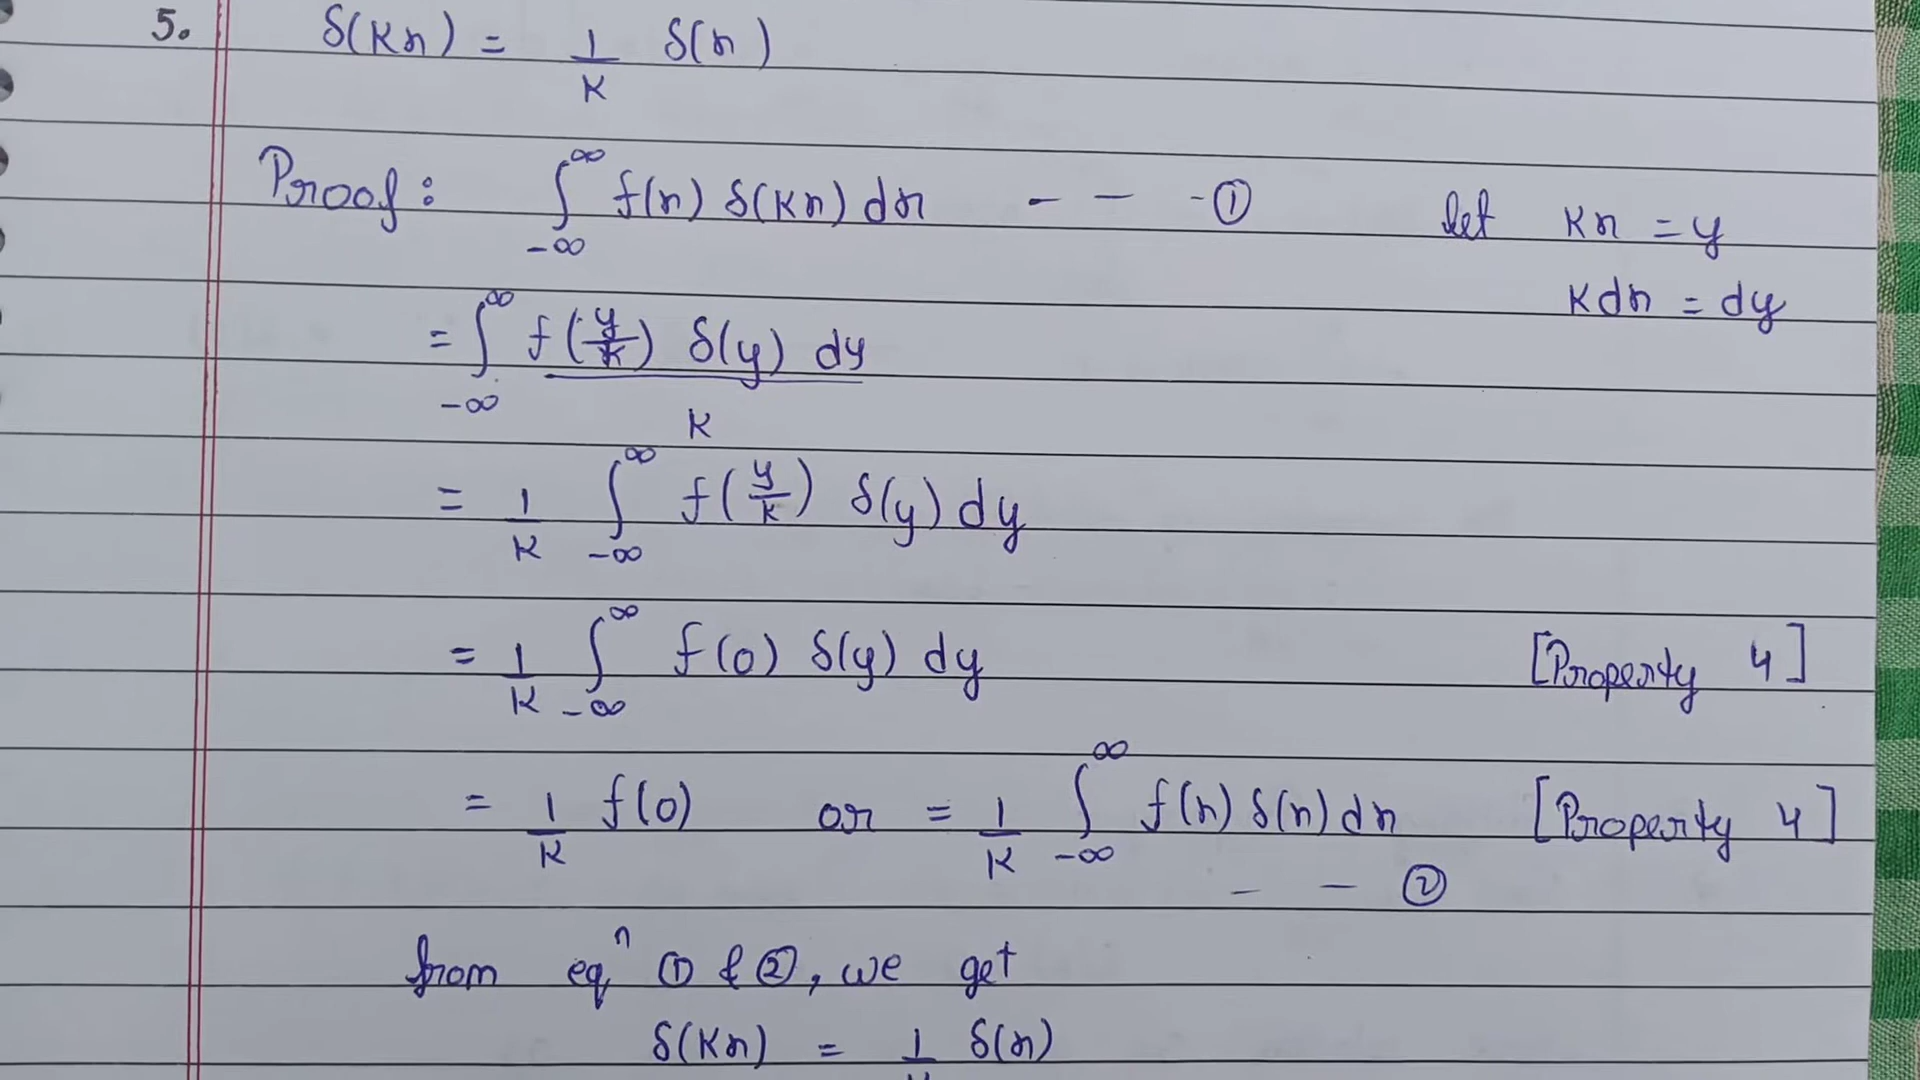 5. δ(kx) = 1/k δ(x)
Proof: ∫_{-∞}^{∞} f(x) δ(kx) dx - - - ① let kx = y
kdx = dy
= ∫_{-∞}^{∞} f(y/k) δ(y) dy / k
= 1/k ∫_{-∞}^{∞} f(y/k) δ(y) dy
= 1/k ∫_{-∞}^{∞} f(0) δ(y) dy [Property 4]
= 1/k f(0) or = 1/k ∫_{-∞}^{∞} f(x) δ(x) dx [Property 4]
- - ②
from eqⁿ ① & ②, we get
δ(kx) = 1/k δ(x)